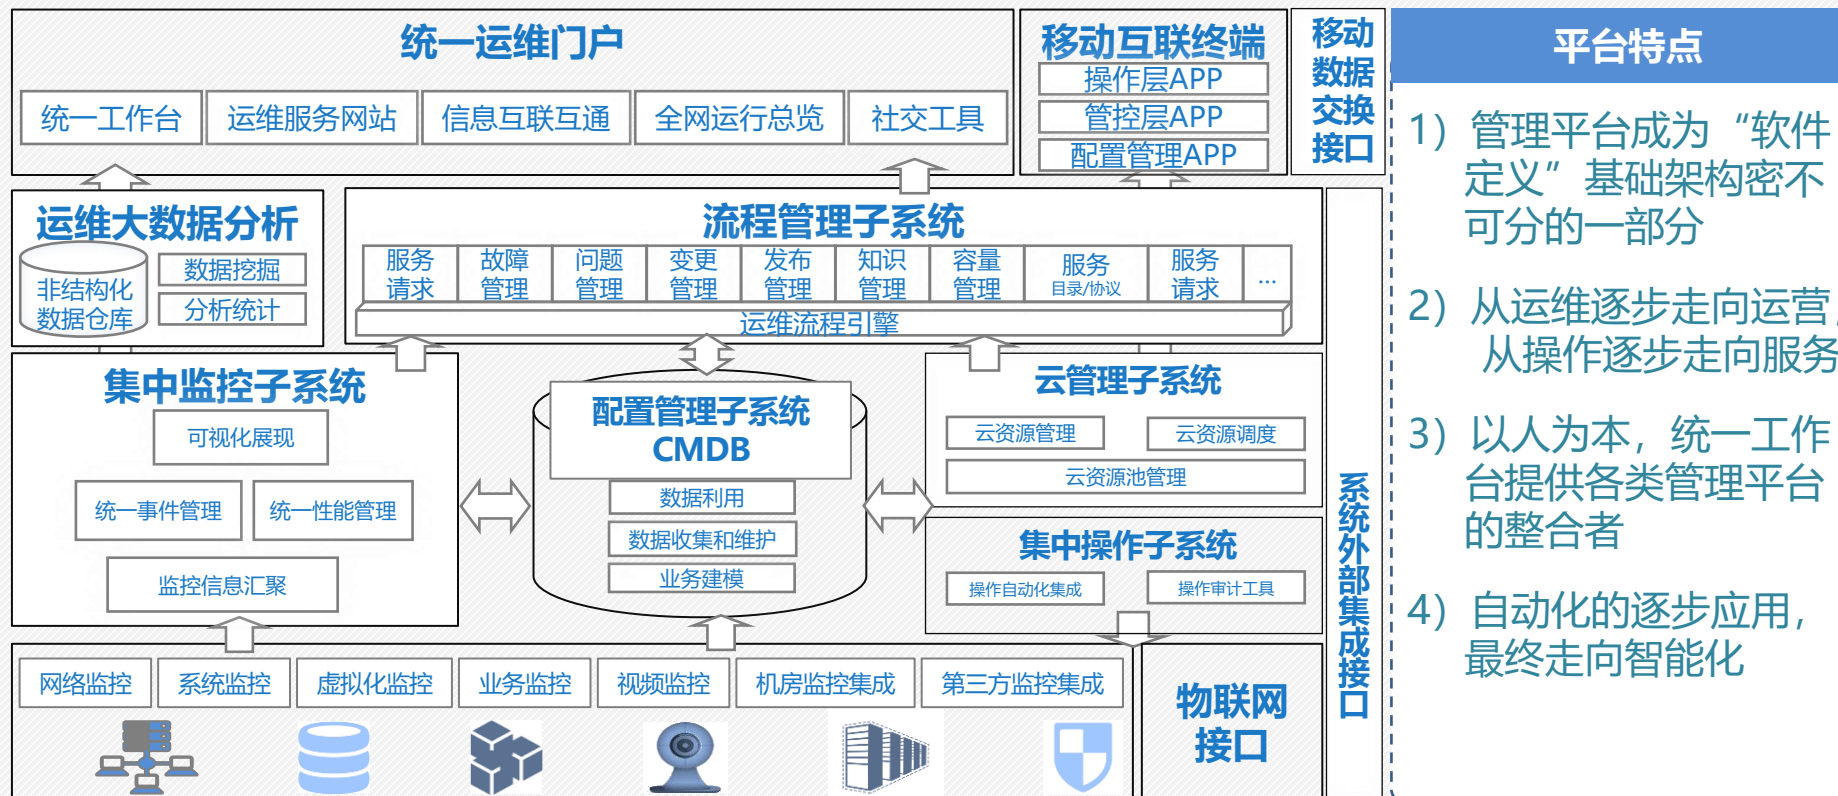 统一运维门户
统一工作台
运维服务网站
信息互联互通
全网运行总览
社交工具
移动互联终端
操作层APP
管控层APP
配置管理APP
移动
数据
交换
接口
运维大数据分析
非结构化
数据仓库
数据挖掘
分析统计
流程管理子系统
服务
请求
故障
管理
问题
管理
变更
管理
发布
管理
知识
管理
容量
管理
服务
目录/协议
服务
请求
...
运维流程引擎
集中监控子系统
可视化展现
统一事件管理
统一性能管理
监控信息汇聚
配置管理子系统
CMDB
数据利用
数据收集和维护
业务建模
云管理子系统
云资源管理
云资源调度
云资源池管理
集中操作子系统
操作自动化集成
操作审计工具
系统外部集成接口
网络监控
系统监控
虚拟化监控
业务监控
视频监控
机房监控集成
第三方监控集成
物联网
接口
平台特点
1）管理平台成为“软件
定义”基础架构密不
可分的一部分
2）从运维逐步走向运营，
从操作逐步走向服务
3）以人为本，统一工作
台提供各类管理平台
的整合者
4）自动化的逐步应用，
最终走向智能化